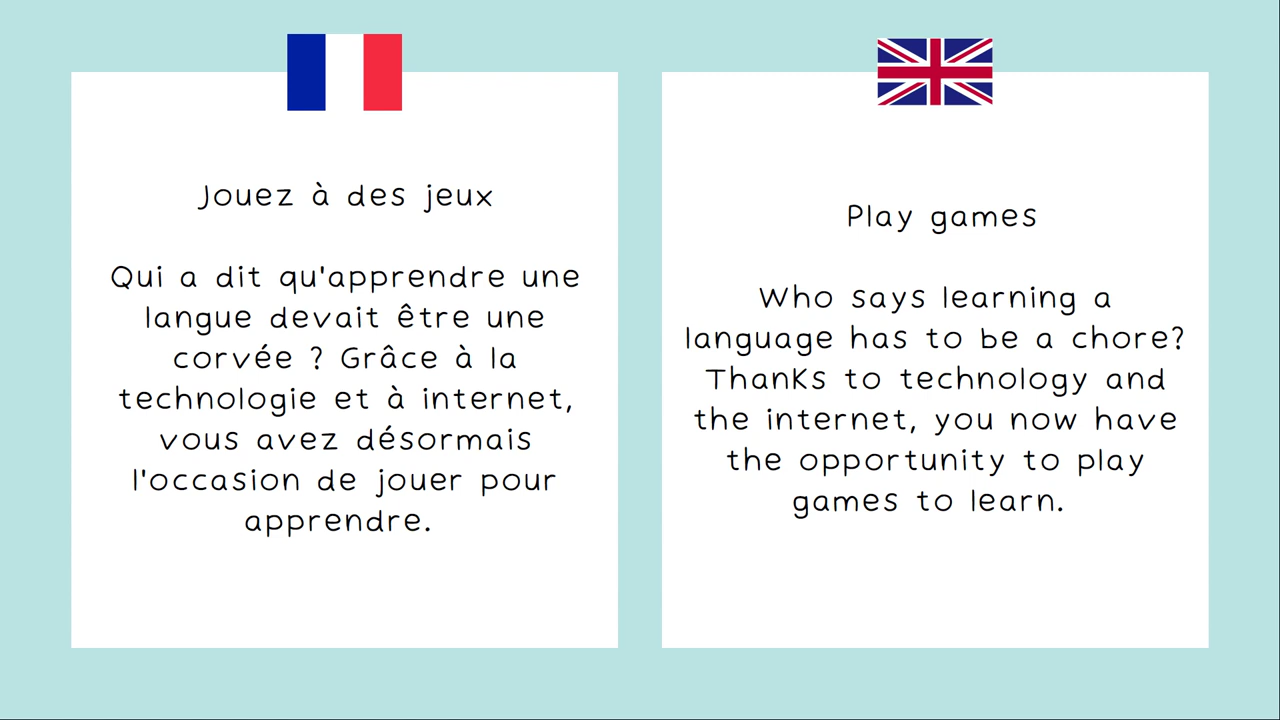 Jouez à des jeux
Qui a dit qu'apprendre une
langue devait être une
corvée ? Grâce à la
technologie et à internet,
vous avez désormais
l'occasion de jouer pour
apprendre.
Play games
Who says learning a
language has to be a chore?
Thanks to technology and
the internet, you now have
the opportunity to play
games to learn.